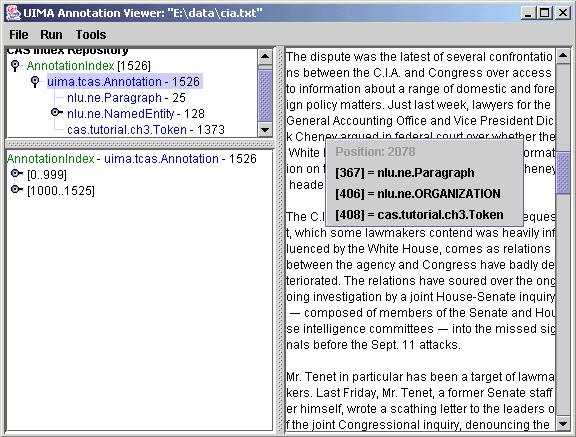 UIMA Annotation Viewer: "E:\data\cia.txt"
File Run Tools
CAS Index Repository
AnnotationIndex [1526]
uima.tcas.Annotation - 1526
nlu.ne.Paragraph - 25
nlu.ne.NamedEntity - 128
cas.tutorial.ch3.Token - 1373
AnnotationIndex - uima.tcas.Annotation - 1526
[0..999]
[1000..1525]
The dispute was the latest of several confrontatio
ns between the C.I.A. and Congress over access
to information about a range of domestic and fore
ign policy matters. Just last week, lawyers for the
General Accounting Office and Vice President Dic
k Cheney argued in federal court over whether the
White
ormat
ion on
heney
heade
Position: 2078
[367] = nlu.ne.Paragraph
[406] = nlu.ne.ORGANIZATION
[408] = cas.tutorial.ch3.Token
The C.I
eques
t, which some lawmakers contend was heavily inf
luenced by the White House, comes as relations
between the agency and Congress have badly de
teriorated. The relations have soured over the ong
oing investigation by a joint House-Senate inquiry
— composed of members of the Senate and Hou
se intelligence committees — into the missed sig
nals before the Sept. 11 attacks.
Mr. Tenet in particular has been a target of lawma
kers. Last Friday, Mr. Tenet, a former Senate staff
er himself, wrote a scathing letter to the leaders o
f the joint Congressional inquiry, denouncing the